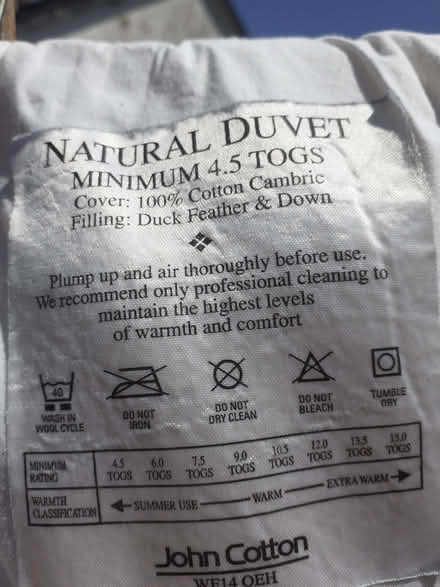 NATURAL DUVET
MINIMUM 4.5 TOGS
Cover: 100% Cotton Cambric
Filling: Duck Feather & Down
Plump up and air thoroughly before use.
We recommend only professional cleaning to
maintain the highest levels
of warmth and comfort
40
WASH IN WOOL CYCLE
DO NOT IRON
DO NOT DRY CLEAN
DO NOT BLEACH
TUMBLE DRY
MINIMUM RATING 4.5 TOGS 6.0 TOGS 7.5 TOGS 9.0 TOGS 10.5 TOGS 12.0 TOGS 13.5 TOGS 15.0 TOGS
WARMTH CLASSIFICATION SUMMER USE WARM EXTRA WARM
John Cotton
WF14 OEH